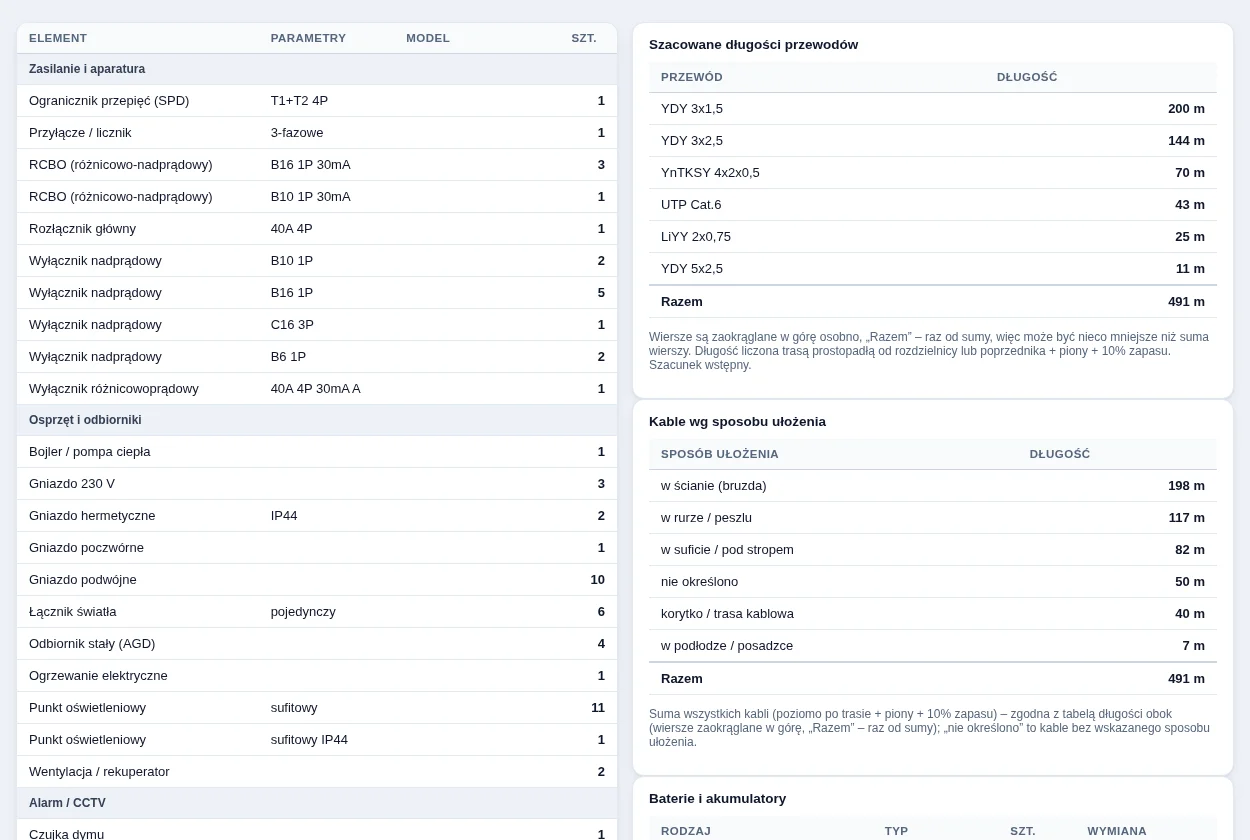 ELEMENT PARAMETRY MODEL SZT.
Zasilanie i aparatura
Ogranicznik przepięć (SPD) T1+T2 4P 1
Przyłącze / licznik 3-fazowe 1
RCBO (różnicowo-nadprądowy) B16 1P 30mA 3
RCBO (różnicowo-nadprądowy) B10 1P 30mA 1
Rozłącznik główny 40A 4P 1
Wyłącznik nadprądowy B10 1P 2
Wyłącznik nadprądowy B16 1P 5
Wyłącznik nadprądowy C16 3P 1
Wyłącznik nadprądowy B6 1P 2
Wyłącznik różnicowoprądowy 40A 4P 30mA A 1
Osprzęt i odbiorniki
Bojler / pompa ciepła 1
Gniazdo 230 V 3
Gniazdo hermetyczne IP44 2
Gniazdo poczwórne 1
Gniazdo podwójne 10
Łącznik światła pojedynczy 6
Odbiornik stały (AGD) 4
Ogrzewanie elektryczne 1
Punkt oświetleniowy sufitowy 11
Punkt oświetleniowy sufitowy IP44 1
Wentylacja / rekuperator 2
Alarm / CCTV
Czujka dymu 1
Szacowane długości przewodów
PRZEWÓD DŁUGOŚĆ
YDY 3x1,5 200 m
YDY 3x2,5 144 m
YnTKSY 4x2x0,5 70 m
UTP Cat.6 43 m
LiYY 2x0,75 25 m
YDY 5x2,5 11 m
Razem 491 m
Wiersze są zaokrąglane w górę osobno, „Razem” – raz od sumy, więc może być nieco mniejsze niż suma
wierszy. Długość liczona trasą prostopadłą od rozdzielnicy lub poprzednika + piony + 10% zapasu.
Szacunek wstępny.
Kable wg sposobu ułożenia
SPOSÓB UŁOŻENIA DŁUGOŚĆ
w ścianie (bruzda) 198 m
w rurze / peszlu 117 m
w suficie / pod stropem 82 m
nie określono 50 m
korytko / trasa kablowa 40 m
w podłodze / posadzce 7 m
Razem 491 m
Suma wszystkich kabli (poziomo po trasie + piony + 10% zapasu) – zgodna z tabelą długości obok
(wiersze zaokrąglane w górę, „Razem” – raz od sumy); „nie określono” to kable bez wskazanego sposobu
ułożenia.
Baterie i akumulatory
RODZAJ TYP SZT. WYMIANA